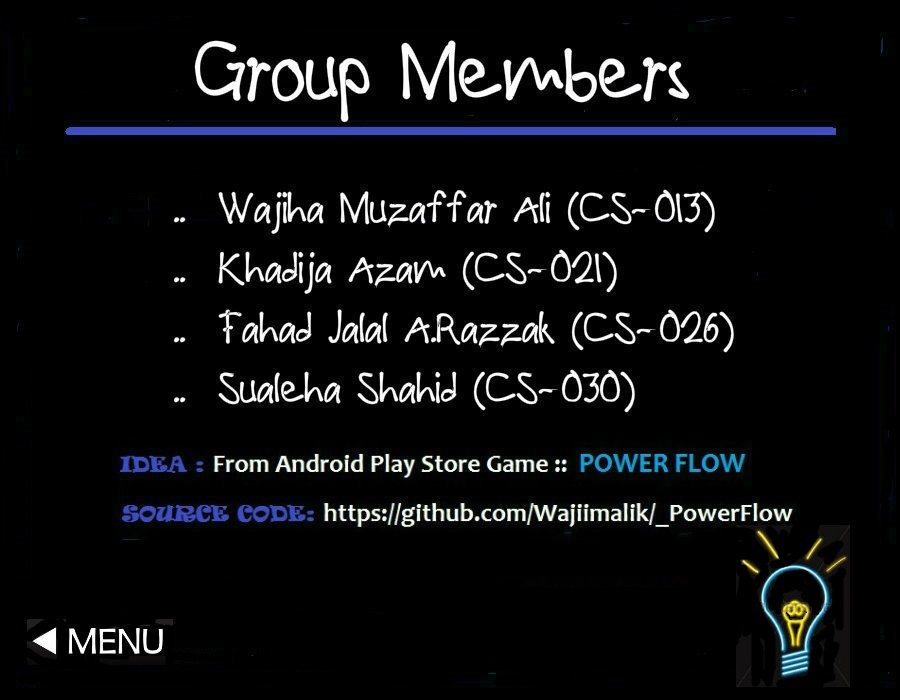 Group Members
.. Wajiha Muzaffar Ali (CS-013)
.. Khadija Azam (CS-021)
.. Fahad Jalal A.Razzak (CS-026)
.. Sualeha Shahid (CS-030)
IDEA : From Android Play Store Game :: POWER FLOW
SOURCE CODE: https://github.com/Wajiimalik/_PowerFlow
MENU